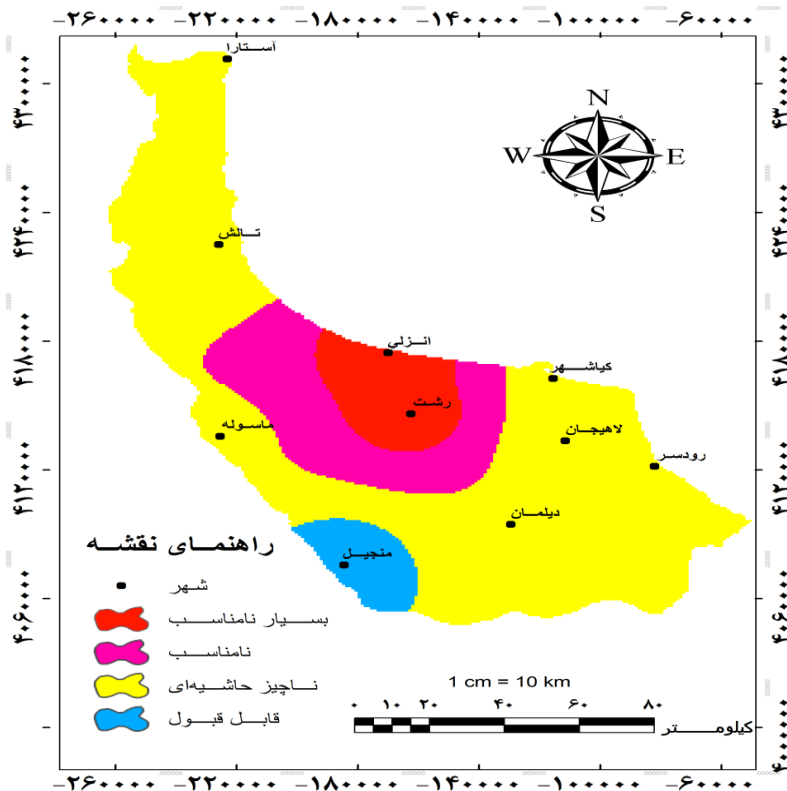 −۲۶۰۰۰۰ −۲۲۰۰۰۰ −۱۸۰۰۰۰ −۱۴۰۰۰۰ −۱۰۰۰۰۰ −۶۰۰۰۰
۴۳۰۰۰۰۰
۴۲۴۰۰۰۰
۴۱۸۰۰۰۰
۴۱۲۰۰۰۰
۴۰۶۰۰۰۰
۴۰۰۰۰۰۰
آستارا
N
W E
S
تالش
انزلی
کیاشهر
رشت
ماسوله
لاهیجان
رودسر
دیلمان
منجیل
راهنمای نقشه
شهر
بسیار نامناسب
نامناسب
ناچیز حاشیه‌ای
قابل قبول
1 cm = 10 km
۰ ۱۰ ۲۰ ۴۰ ۶۰ ۸۰
کیلومتر
−۲۶۰۰۰۰ −۲۲۰۰۰۰ −۱۸۰۰۰۰ −۱۴۰۰۰۰ −۱۰۰۰۰۰ −۶۰۰۰۰